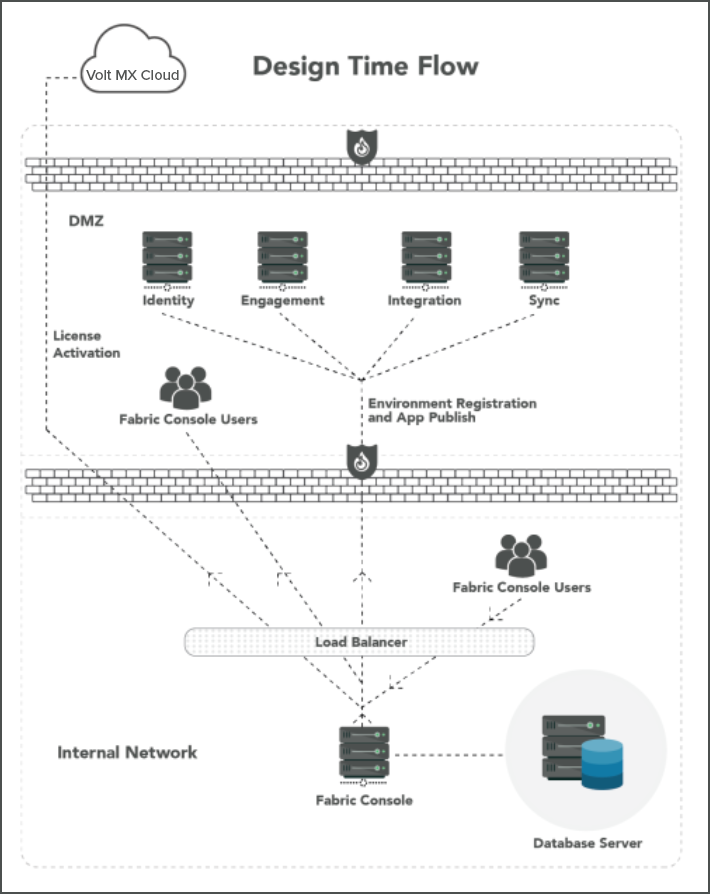 Volt MX Cloud
Design Time Flow
DMZ
Identity
Engagement
Integration
Sync
License
Activation
Fabric Console Users
Environment Registration
and App Publish
Fabric Console Users
Load Balancer
Internal Network
Fabric Console
Database Server